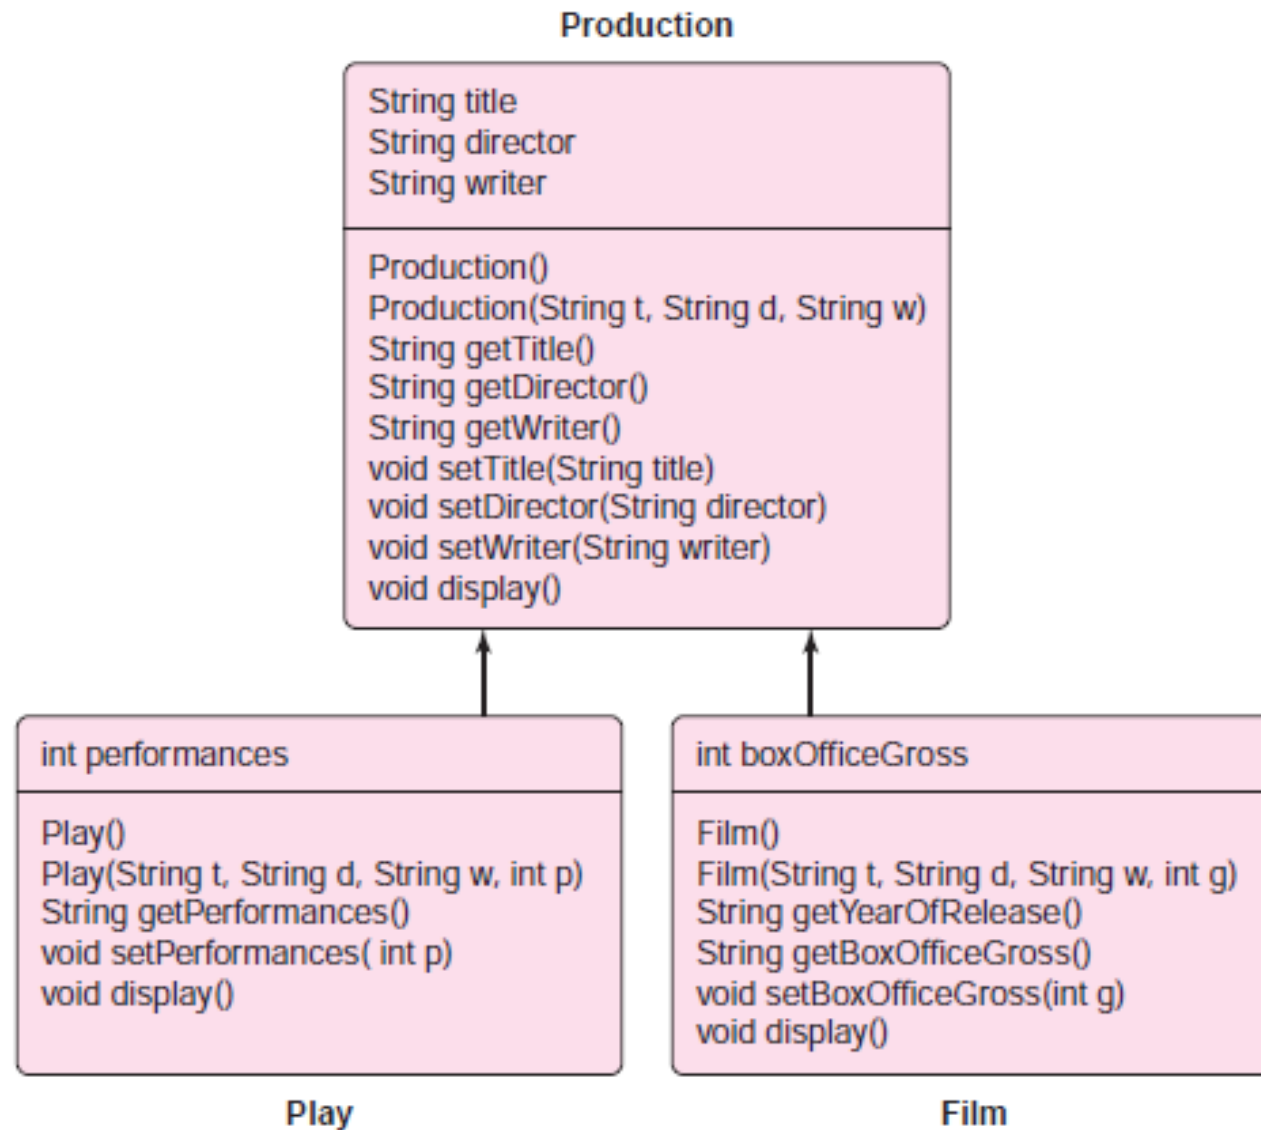 Production
String title
String director
String writer
Production()
Production(String t, String d, String w)
String getTitle()
String getDirector()
String getWriter()
void setTitle(String title)
void setDirector(String director)
void setWriter(String writer)
void display()
int performances
Play()
Play(String t, String d, String w, int p)
String getPerformances()
void setPerformances( int p)
void display()
Play
int boxOfficeGross
Film()
Film(String t, String d, String w, int g)
String getYearOfRelease()
String getBoxOfficeGross()
void setBoxOfficeGross(int g)
void display()
Film